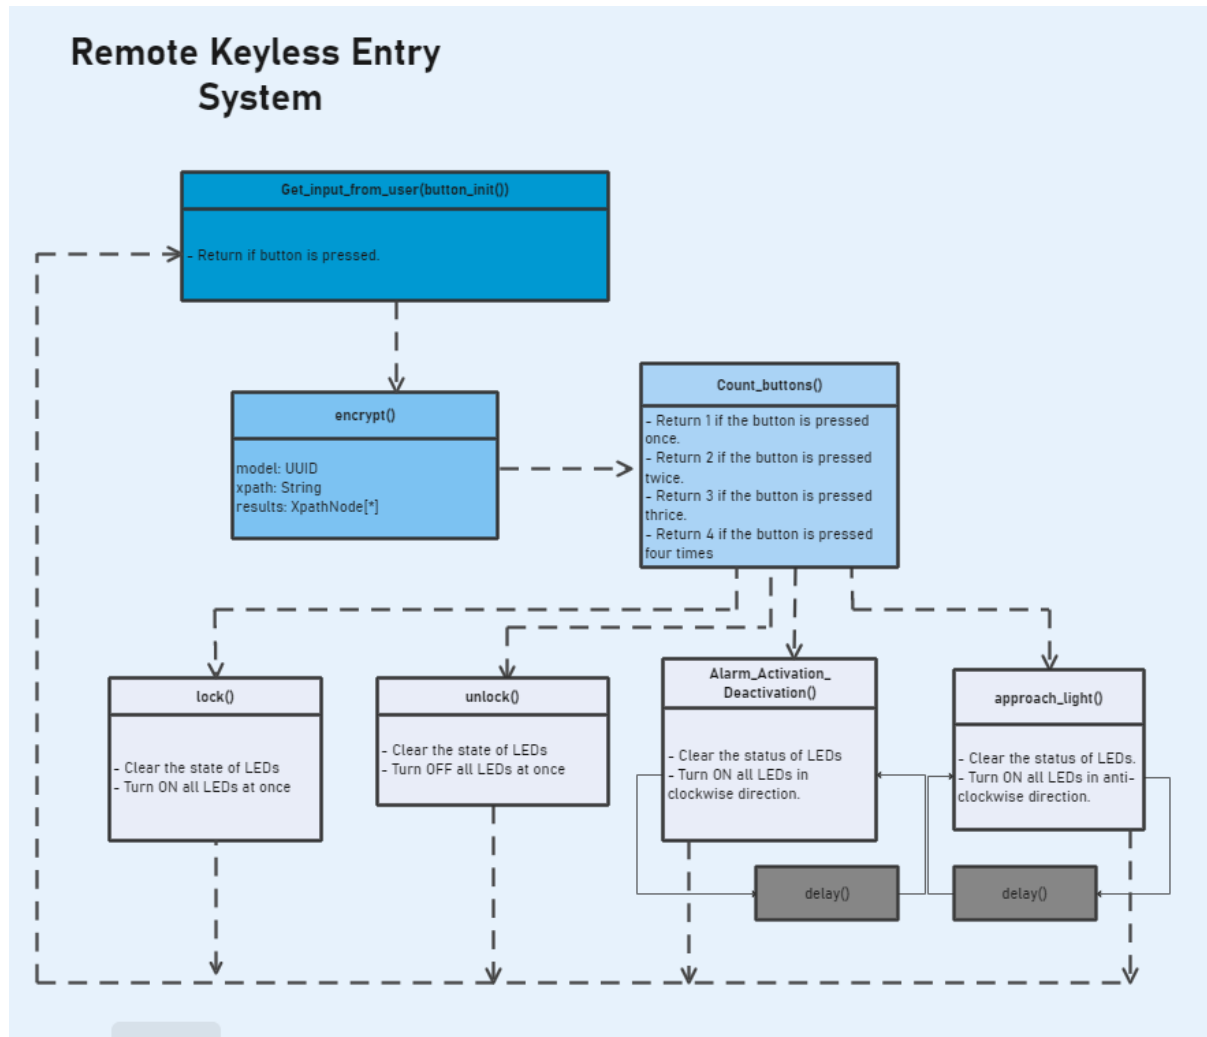 Remote Keyless Entry
System
Get_input_from_user(button_init())
- Return if button is pressed.
encrypt()
model: UUID
xpath: String
results: XpathNode[*]
Count_buttons()
- Return 1 if the button is pressed
once.
- Return 2 if the button is pressed
twice.
- Return 3 if the button is pressed
thrice.
- Return 4 if the button is pressed
four times
lock()
- Clear the state of LEDs
- Turn ON all LEDs at once
unlock()
- Clear the state of LEDs
- Turn OFF all LEDs at once
Alarm_Activation_
Deactivation()
- Clear the status of LEDs
- Turn ON all LEDs in
clockwise direction.
approach_light()
- Clear the status of LEDs.
- Turn ON all LEDs in anti-
clockwise direction.
delay()
delay()